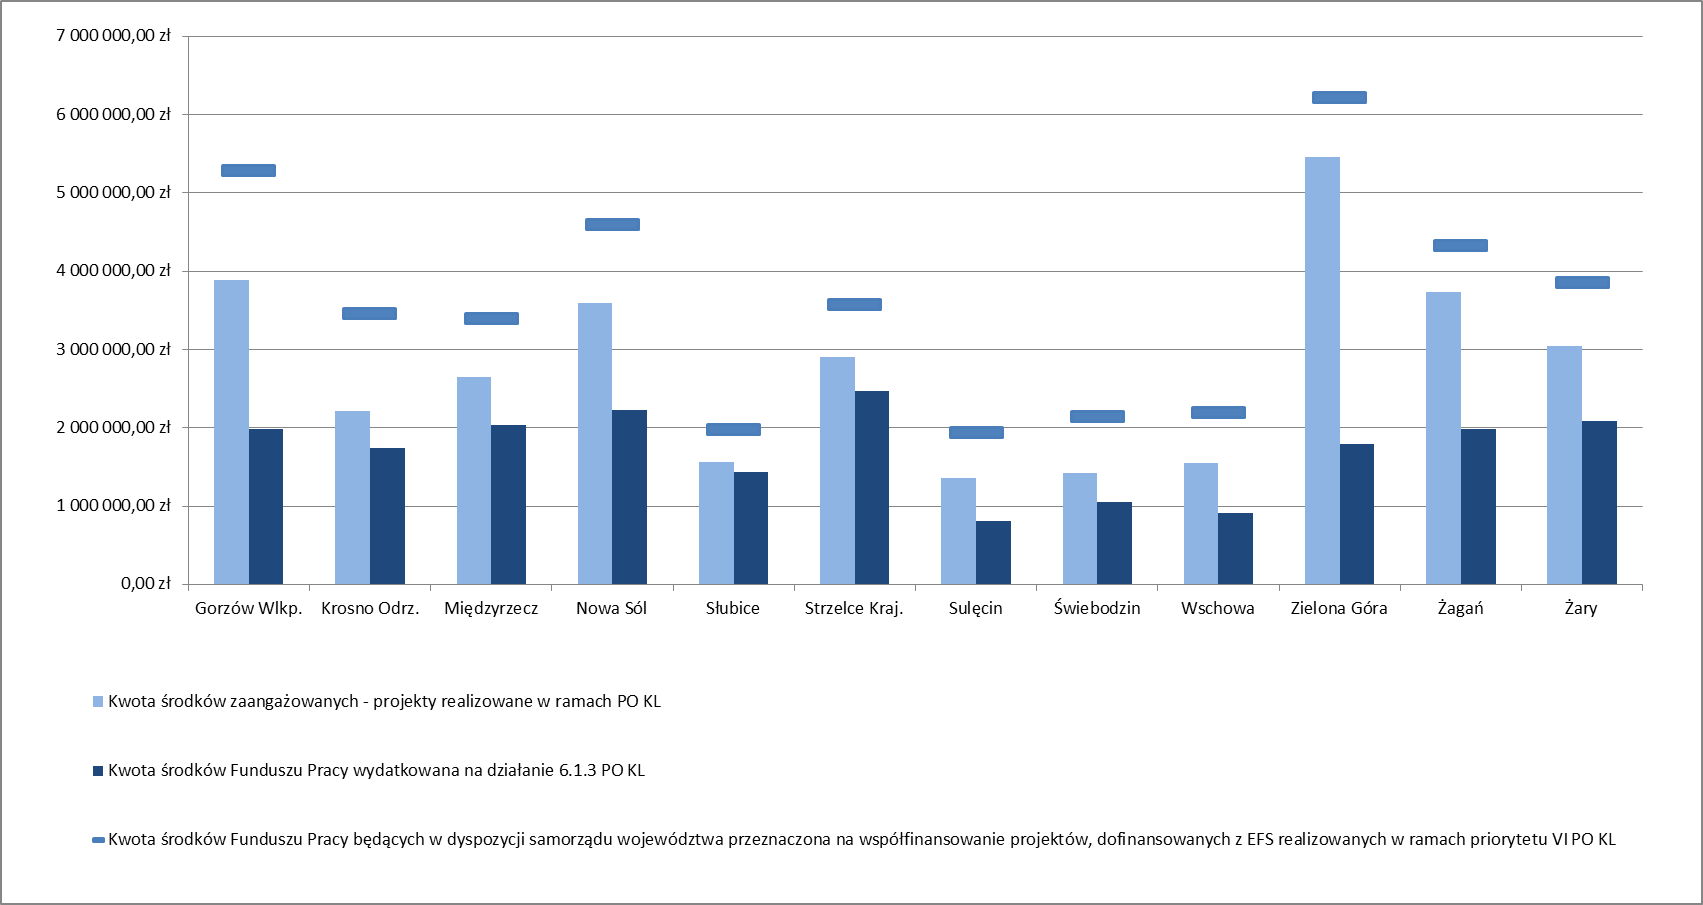 7 000 000,00 zł
6 000 000,00 zł
5 000 000,00 zł
4 000 000,00 zł
3 000 000,00 zł
2 000 000,00 zł
1 000 000,00 zł
0,00 zł
Gorzów Wlkp. Krosno Odrz. Międzyrzecz Nowa Sól Słubice Strzelce Kraj. Sulęcin Świebodzin Wschowa Zielona Góra Żagań Żary
Kwota środków zaangażowanych - projekty realizowane w ramach PO KL
Kwota środków Funduszu Pracy wydatkowana na działanie 6.1.3 PO KL
Kwota środków Funduszu Pracy będących w dyspozycji samorządu województwa przeznaczona na współfinansowanie projektów, dofinansowanych z EFS realizowanych w ramach priorytetu VI PO KL